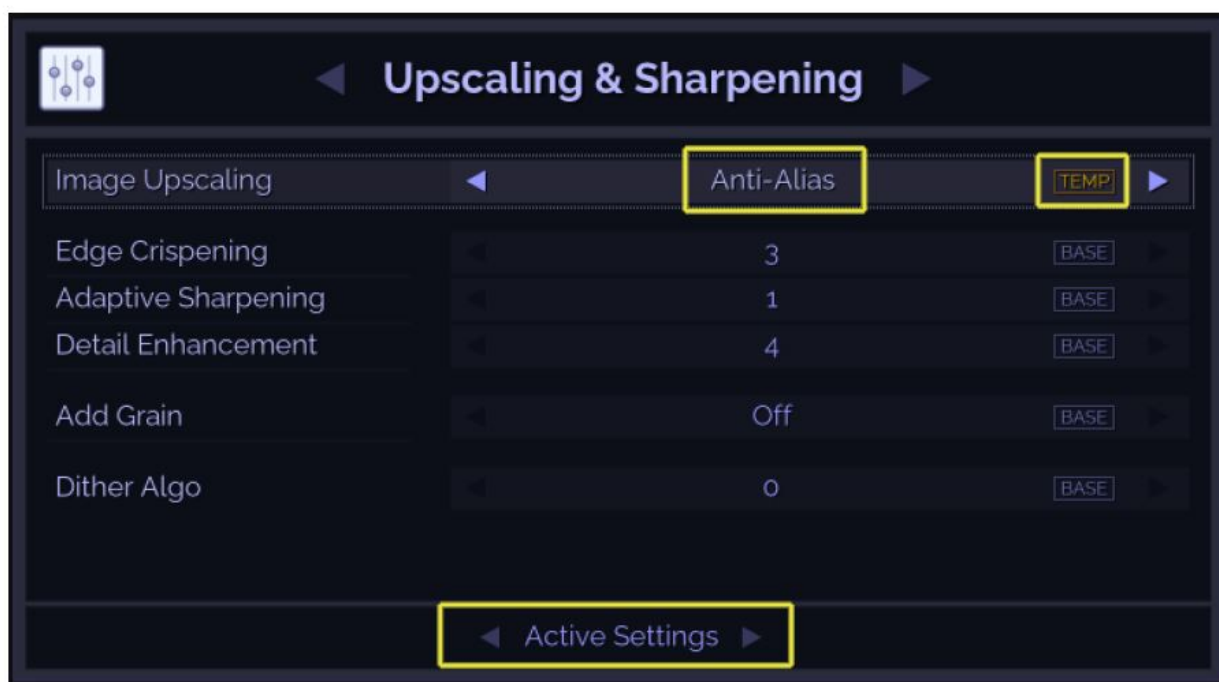 Upscaling & Sharpening
Image Upscaling Anti-Alias TEMP
Edge Crispening 3 BASE
Adaptive Sharpening 1 BASE
Detail Enhancement 4 BASE
Add Grain Off BASE
Dither Algo 0 BASE
Active Settings